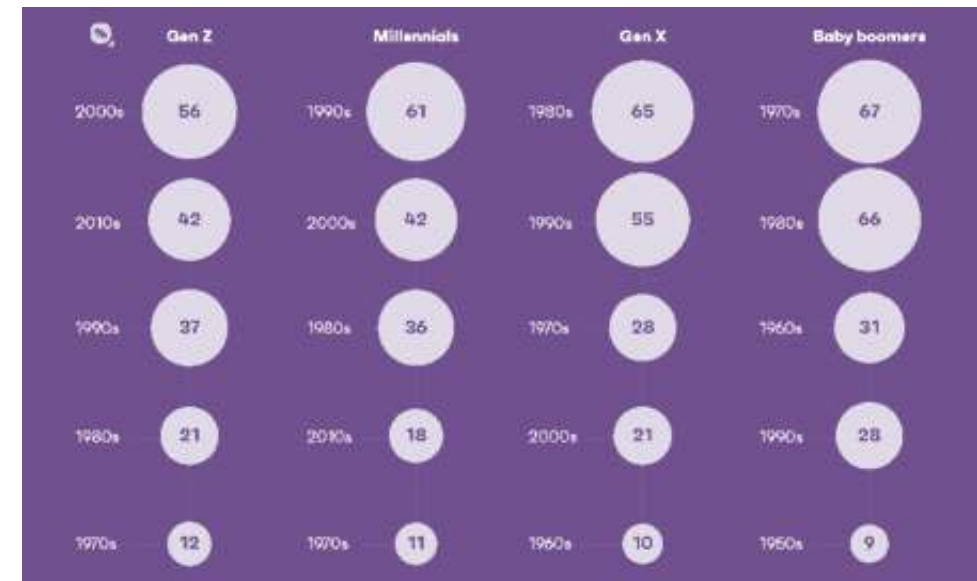 Gen Z Millennials Gen X Baby boomers
2000s 56 1990s 61 1980s 65 1970s 67
2010s 42 2000s 42 1990s 55 1980s 66
1990s 37 1980s 36 1970s 28 1960s 31
1980s 21 2010s 18 2000s 21 1990s 28
1970s 12 1970s 11 1960s 10 1950s 9